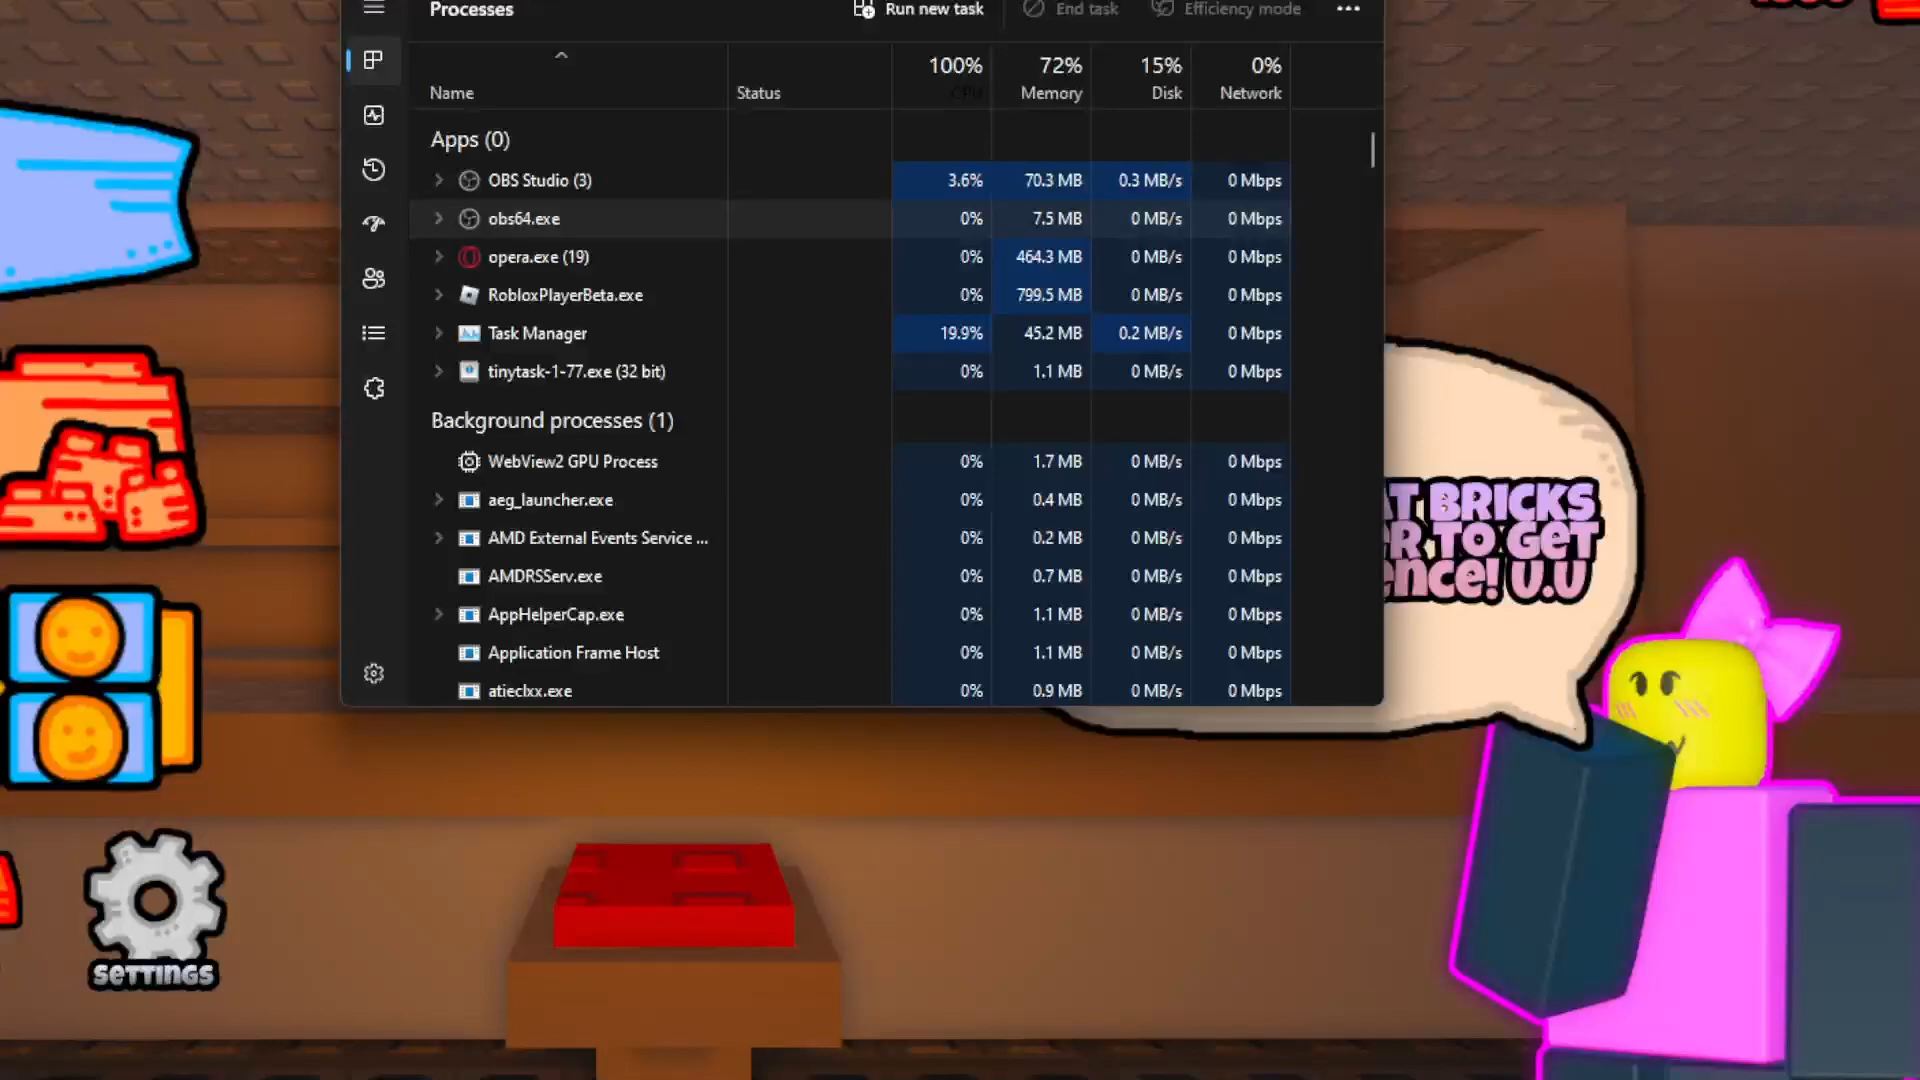 Processes
Run new task
End task
Efficiency mode
100% 72% 15% 0%
Name Status CPU Memory Disk Network
Apps (0)
OBS Studio (3) 3.6% 70.3 MB 0.3 MB/s 0 Mbps
obs64.exe 0% 7.5 MB 0 MB/s 0 Mbps
opera.exe (19) 0% 464.3 MB 0 MB/s 0 Mbps
RobloxPlayerBeta.exe 0% 799.5 MB 0 MB/s 0 Mbps
Task Manager 19.9% 45.2 MB 0.2 MB/s 0 Mbps
tinytask-1-77.exe (32 bit) 0% 1.1 MB 0 MB/s 0 Mbps
Background processes (1)
WebView2 GPU Process 0% 1.7 MB 0 MB/s 0 Mbps
aeg_launcher.exe 0% 0.4 MB 0 MB/s 0 Mbps
AMD External Events Service ... 0% 0.2 MB 0 MB/s 0 Mbps
AMDRSServ.exe 0% 0.7 MB 0 MB/s 0 Mbps
AppHelperCap.exe 0% 1.1 MB 0 MB/s 0 Mbps
Application Frame Host 0% 1.1 MB 0 MB/s 0 Mbps
atieclxx.exe 0% 0.9 MB 0 MB/s 0 Mbps
BRICKS
TO GET
U.U
SETTINGS